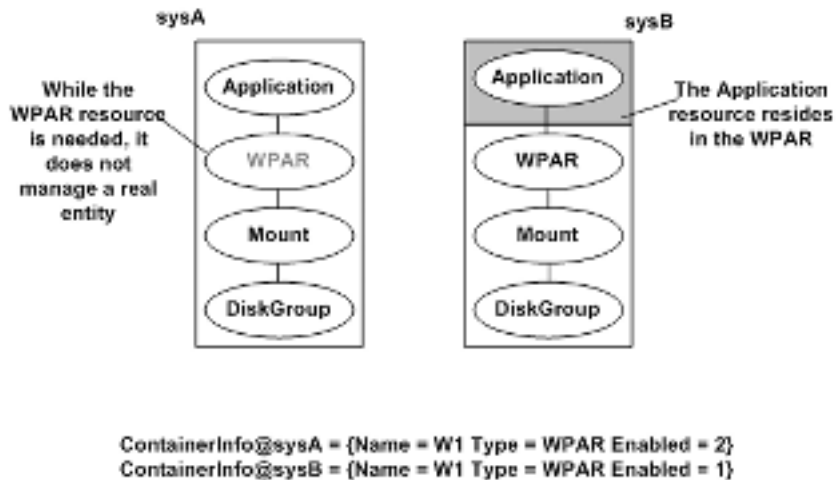 sysA
sysB
While the
WPAR resource
is needed, it
does not
manage a real
entity
Application
WPAR
Mount
DiskGroup
Application
WPAR
Mount
DiskGroup
The Application
resource resides
in the WPAR
ContainerInfo@sysA = {Name = W1 Type = WPAR Enabled = 2}
ContainerInfo@sysB = {Name = W1 Type = WPAR Enabled = 1}